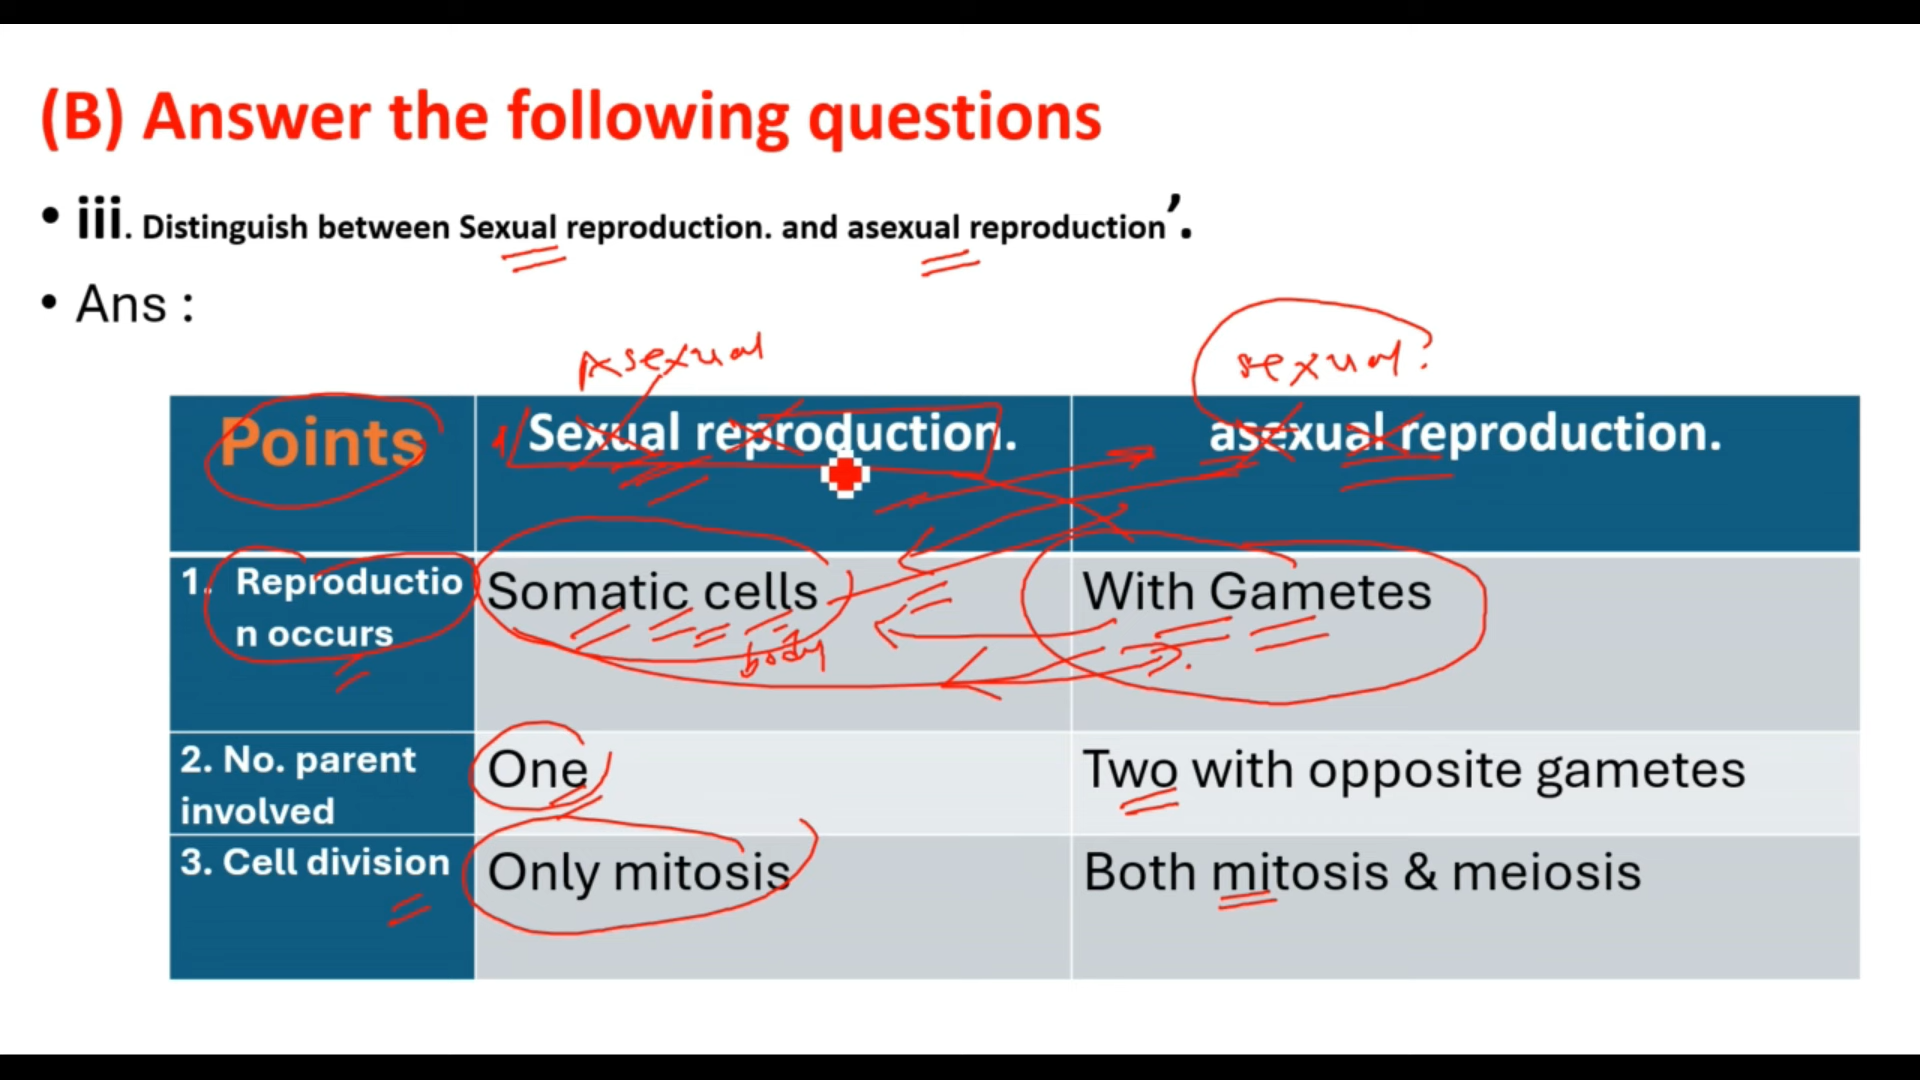 (B) Answer the following questions
• iii. Distinguish between Sexual reproduction. and asexual reproduction’.
• Ans :
Asexual
sexual?
Points
Sexual reproduction.
asexual reproduction.
1. Reproductio
n occurs
Somatic cells
body
With Gametes
2. No. parent
involved
One
Two with opposite gametes
3. Cell division
Only mitosis
Both mitosis & meiosis